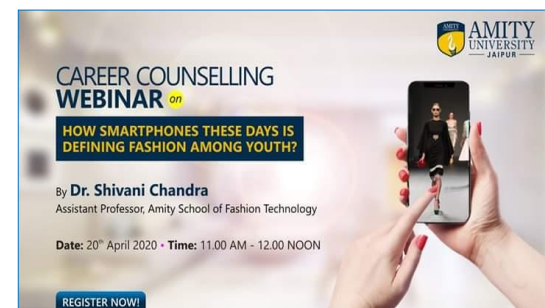 AMITY
UNIVERSITY
JAIPUR
CAREER COUNSELLING
WEBINAR on
HOW SMARTPHONES THESE DAYS IS
DEFINING FASHION AMONG YOUTH?
By Dr. Shivani Chandra
Assistant Professor, Amity School of Fashion Technology
Date: 20th April 2020 • Time: 11.00 AM - 12.00 NOON
REGISTER NOW!